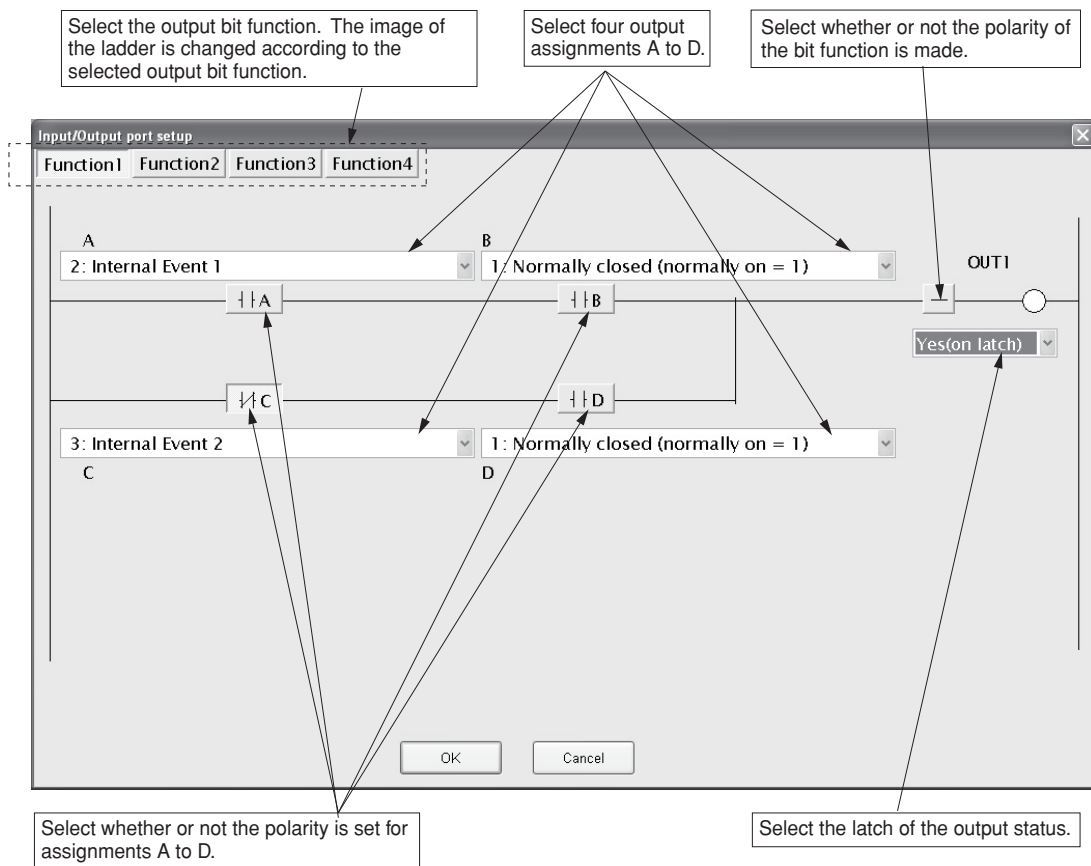 Select the output bit function.  The image of
the ladder is changed according to the
selected output bit function.
Select four output
assignments A to D.
Select whether or not the polarity of
the bit function is made.
Input/Output port setup
Function1 Function2 Function3 Function4
A
B
2: Internal Event 1
1: Normally closed (normally on = 1)
OUT1
A
B
Yes(on latch)
C
D
3: Internal Event 2
1: Normally closed (normally on = 1)
C
D
OK
Cancel
Select whether or not the polarity is set for
assignments A to D.
Select the latch of the output status.